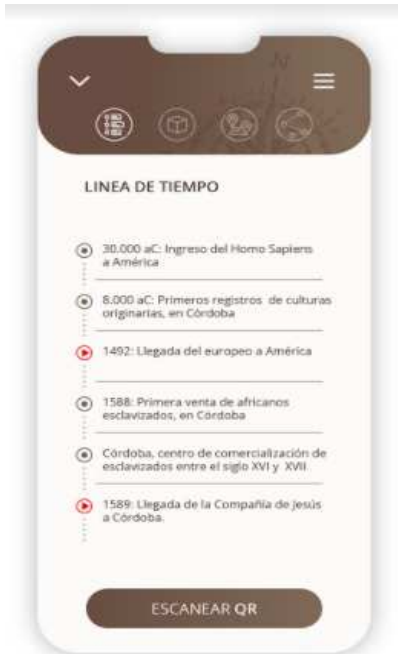 LINEA DE TIEMPO
30.000 aC: Ingreso del Homo Sapiens
a América
8.000 aC: Primeros registros de culturas
originarias, en Córdoba
1492: Llegada del europeo a América
1588: Primera venta de africanos
esclavizados, en Córdoba
Córdoba, centro de comercialización de
esclavizados entre el siglo XVI y XVII
1589: Llegada de la Compañía de Jesús
a Córdoba.
ESCANEAR QR